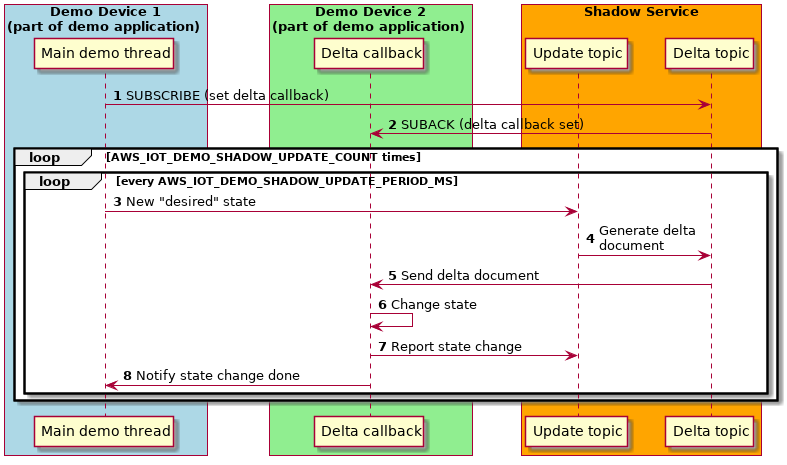 Demo Device 1
(part of demo application)
Demo Device 2
(part of demo application)
Shadow Service
Main demo thread
Delta callback
Update topic
Delta topic
1 SUBSCRIBE (set delta callback)
2 SUBACK (delta callback set)
loop [AWS_IOT_DEMO_SHADOW_UPDATE_COUNT times]
loop [every AWS_IOT_DEMO_SHADOW_UPDATE_PERIOD_MS]
3 New "desired" state
4 Generate delta
document
5 Send delta document
6 Change state
7 Report state change
8 Notify state change done
Main demo thread
Delta callback
Update topic
Delta topic